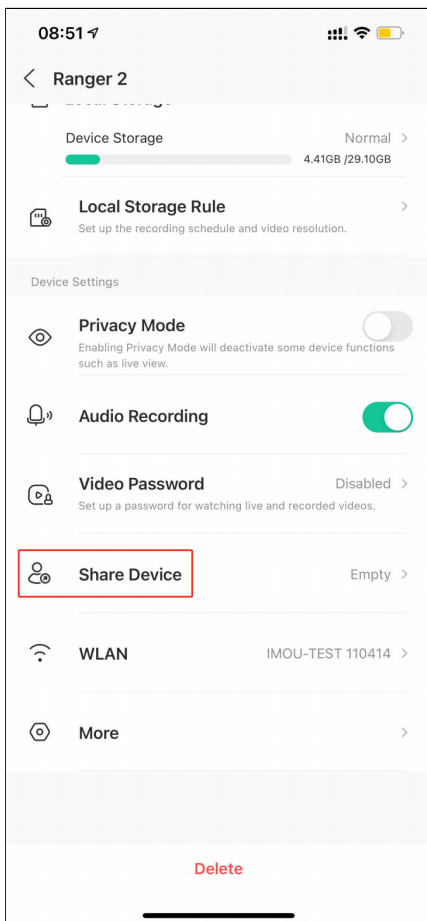 08:51
Ranger 2
Local Storage
Device Storage
Normal
4.41GB /29.10GB
Local Storage Rule
Set up the recording schedule and video resolution.
Device Settings
Privacy Mode
Enabling Privacy Mode will deactivate some device functions
such as live view.
Audio Recording
Video Password
Disabled
Set up a password for watching live and recorded videos.
Share Device
Empty
WLAN
IMOU-TEST 110414
More
Delete